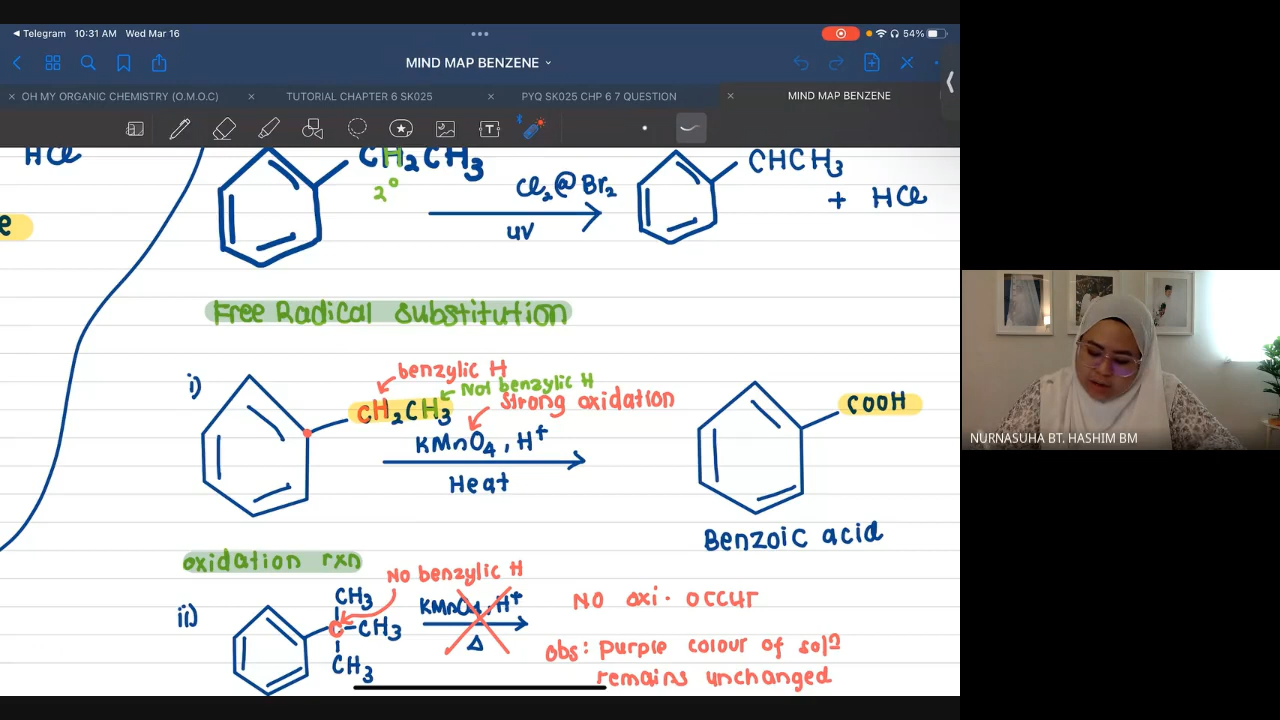 Telegram 10:31 AM Wed Mar 16 54%
MIND MAP BENZENE
OH MY ORGANIC CHEMISTRY (O.M.O.C) TUTORIAL CHAPTER 6 SK025 PYQ SK025 CHP 6 7 QUESTION MIND MAP BENZENE
HCl
CH2CH3
2°
Cl2@Br2
uv
CHCH3
+ HCl
e
Free Radical substitution
i)
benzylic H
Not benzylic H
CH2CH3
strong oxidation
KMnO4, H+
Heat
COOH
Benzoic acid
NURNASUHA BT. HASHIM BM
oxidation rxn
No benzylic H
ii)
CH3
C-CH3
CH3
KMnO4, H+
Δ
No oxi. occur
obs: purple colour of sol?
remains unchanged